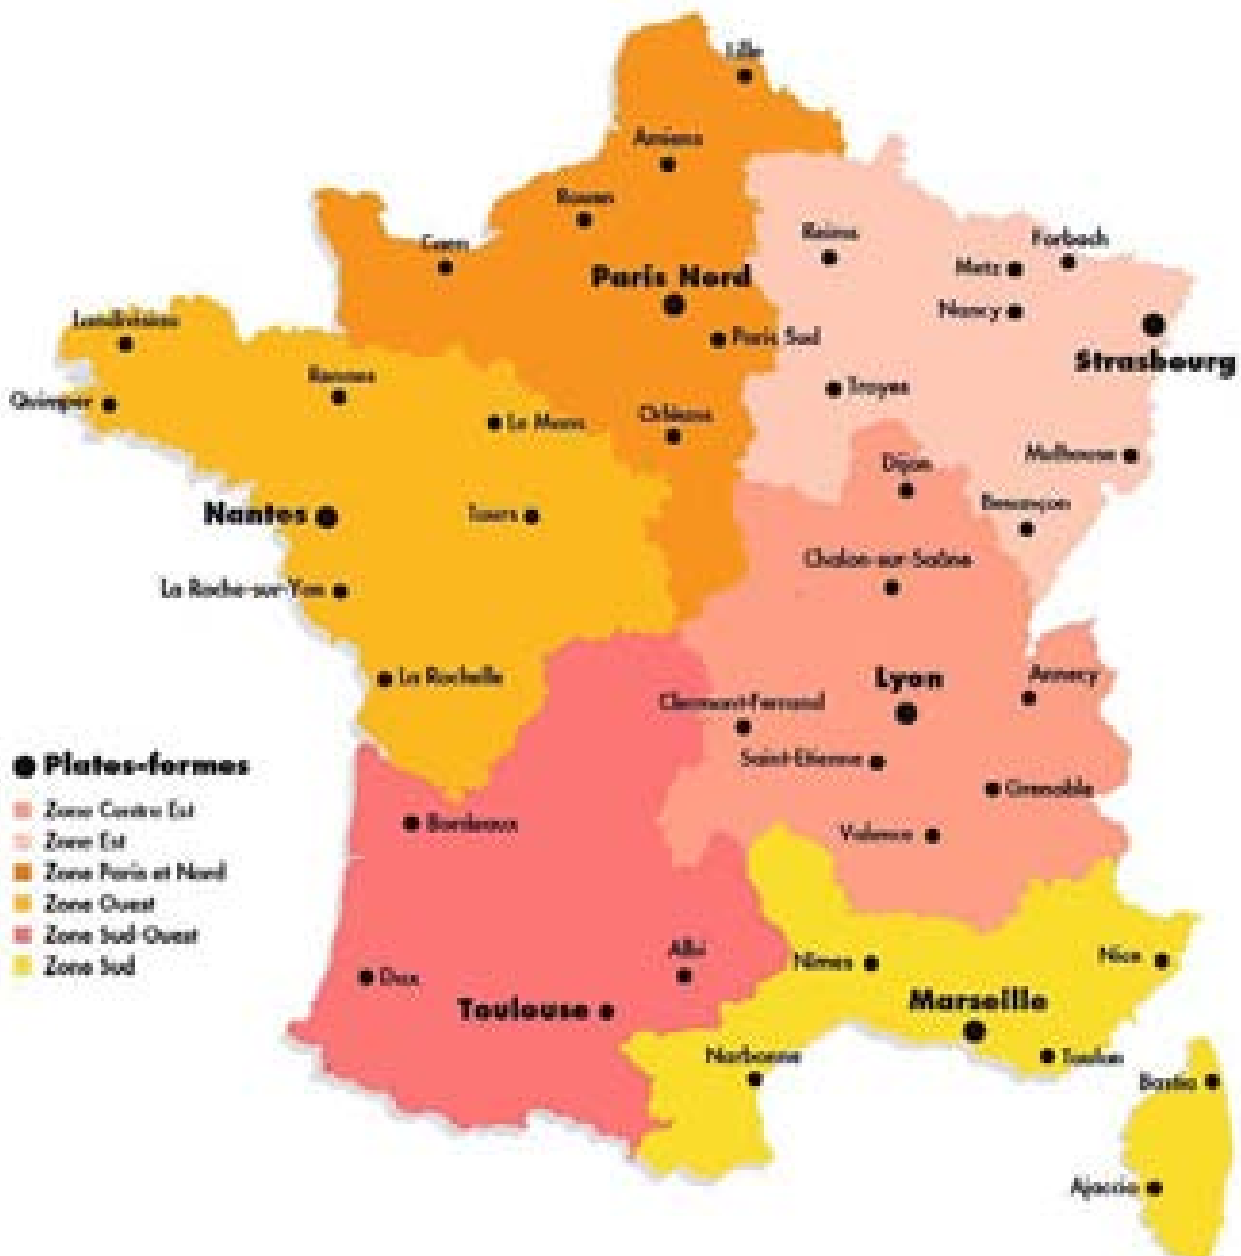 Lille
Amiens
Rouen
Reims
Caen
Forbach
Metz
Paris Nord
Nancy
Landivisiau
Paris Sud
Strasbourg
Rennes
Troyes
Quimper
Le Mans
Orléans
Mulhouse
Dijon
Besançon
Nantes
Tours
Chalon-sur-Saône
La Roche-sur-Yon
La Rochelle
Lyon
Annecy
Clermont-Ferrand
Saint-Etienne
Plates-formes
Grenoble
Zone Centre Est
Bordeaux
Valence
Zone Est
Zone Paris et Nord
Zone Ouest
Zone Sud-Ouest
Zone Sud
Albi
Nîmes
Nice
Dax
Toulouse
Marseille
Narbonne
Toulon
Bastia
Ajaccio